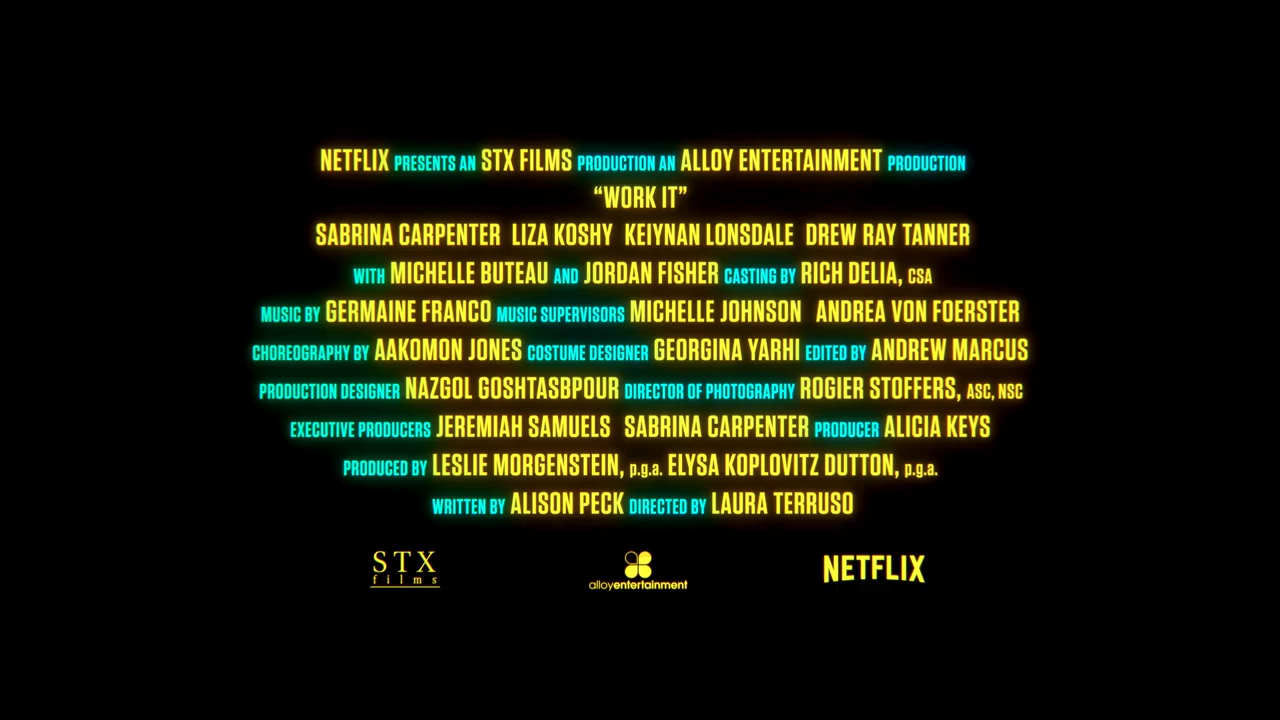 NETFLIX PRESENTS AN STX FILMS PRODUCTION AN ALLOY ENTERTAINMENT PRODUCTION
“WORK IT”
SABRINA CARPENTER LIZA KOSHY KEIYNAN LONSDALE DREW RAY TANNER
WITH MICHELLE BUTEAU AND JORDAN FISHER CASTING BY RICH DELIA, CSA
MUSIC BY GERMAINE FRANCO MUSIC SUPERVISORS MICHELLE JOHNSON ANDREA VON FOERSTER
CHOREOGRAPHY BY AAKOMON JONES COSTUME DESIGNER GEORGINA YARHI EDITED BY ANDREW MARCUS
PRODUCTION DESIGNER NAZGOL GOSHTASBPOUR DIRECTOR OF PHOTOGRAPHY ROGIER STOFFERS, ASC, NSC
EXECUTIVE PRODUCERS JEREMIAH SAMUELS SABRINA CARPENTER PRODUCER ALICIA KEYS
PRODUCED BY LESLIE MORGENSTEIN, p.g.a. ELYSA KOPLOVITZ DUTTON, p.g.a.
WRITTEN BY ALISON PECK DIRECTED BY LAURA TERRUSO
STX
films
alloyentertainment
NETFLIX